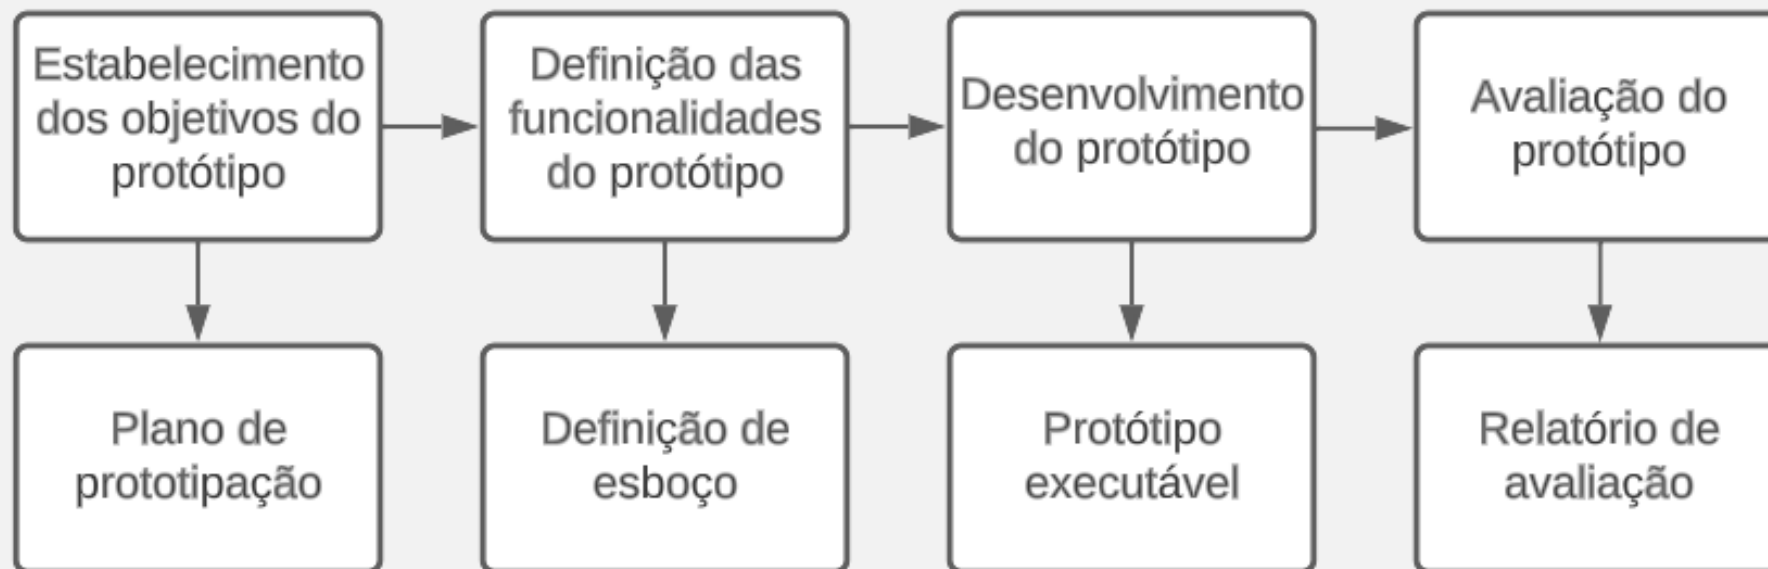 Estabelecimento
dos objetivos do
protótipo
Definição das
funcionalidades
do protótipo
Desenvolvimento
do protótipo
Avaliação do
protótipo
Plano de
prototipação
Definição de
esboço
Protótipo
executável
Relatório de
avaliação